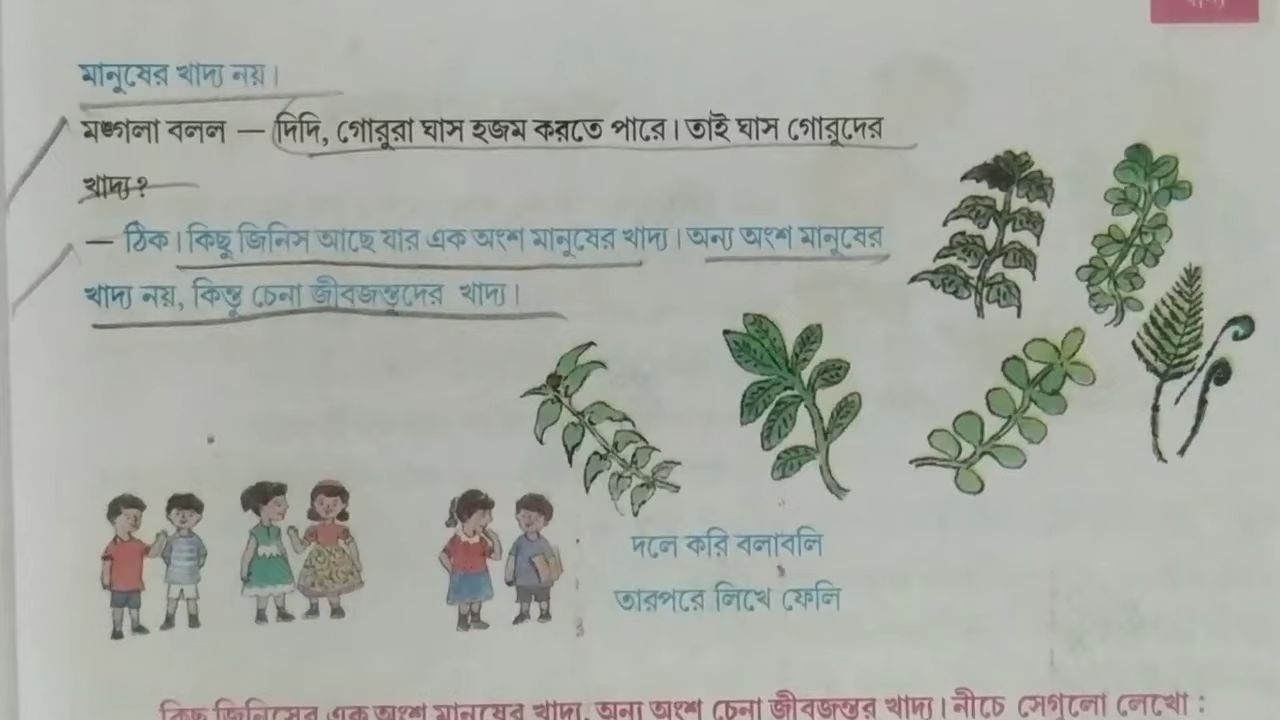 খাদ্য
মানুষের খাদ্য নয়।
মঙ্গলা বলল — দিদি, গোরুরা ঘাস হজম করতে পারে। তাই ঘাস গোরুদের
খাদ্য?
— ঠিক। কিছু জিনিস আছে যার এক অংশ মানুষের খাদ্য। অন্য অংশ মানুষের
খাদ্য নয়, কিন্তু চেনা জীবজন্তুদের খাদ্য।
দলে করি বলাবলি
তারপরে লিখে ফেলি
কিছু জিনিসের এক অংশ মানুষের খাদ্য, অন্য অংশ চেনা জীবজন্তুর খাদ্য। নীচে সেগুলো লেখো :